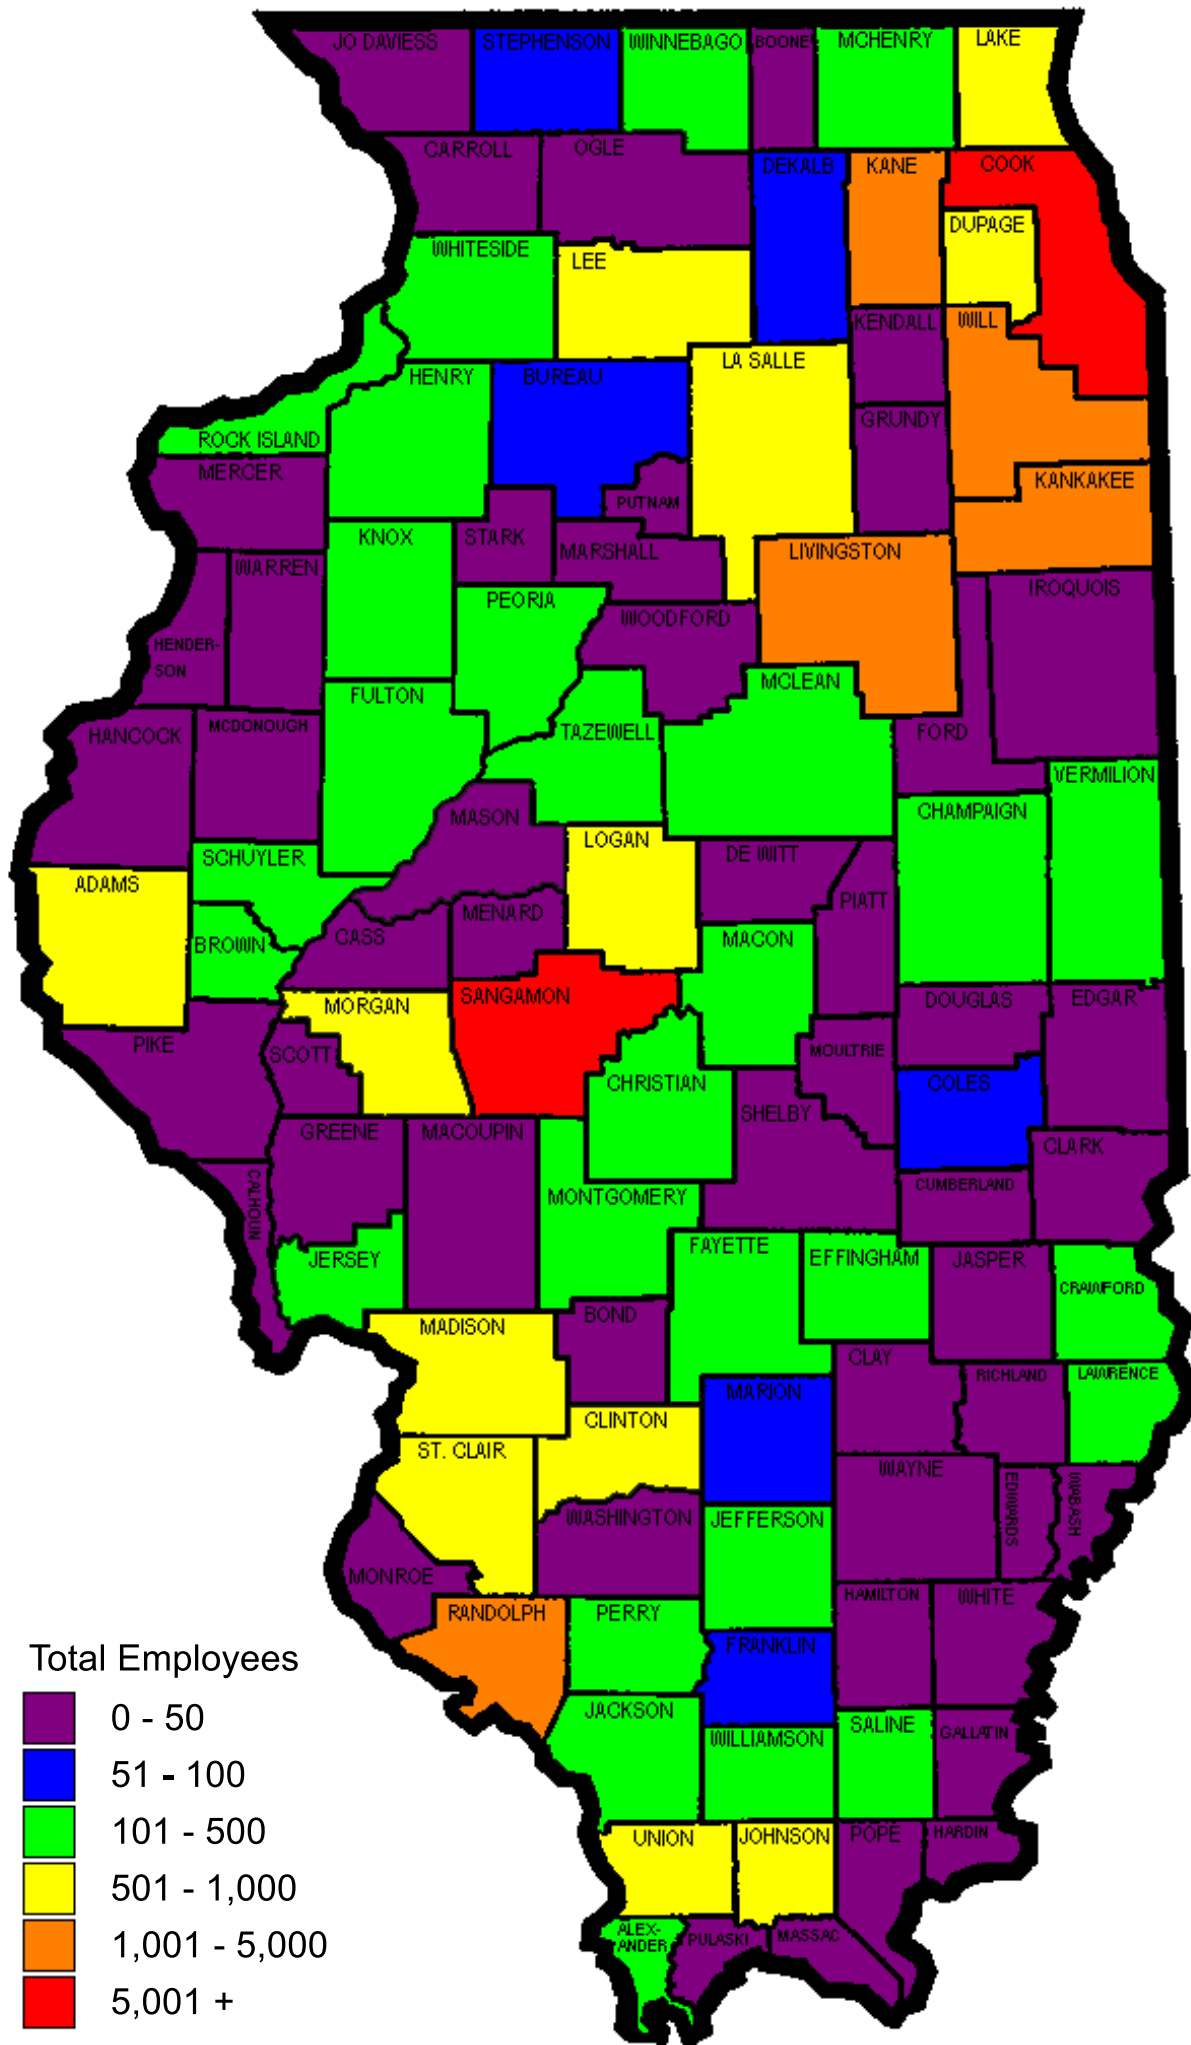 JO DAVIESS
STEPHENSON
WINNEBAGO
BOONE
MCHENRY
LAKE
CARROLL
OGLE
DEKALB
KANE
COOK
DUPAGE
WHITESIDE
LEE
KENDALL
WILL
LA SALLE
HENRY
BUREAU
GRUNDY
ROCK ISLAND
MERCER
KANKAKEE
PUTNAM
KNOX
STARK
MARSHALL
LIVINGSTON
WARREN
IROQUOIS
PEORIA
WOODFORD
HENDER-
SON
MCLEAN
FULTON
HANCOCK
MCDONOUGH
TAZEWELL
FORD
VERMILION
CHAMPAIGN
MASON
LOGAN
DE WITT
SCHUYLER
ADAMS
PIATT
MENARD
CASS
MACON
BROWN
SANGAMON
MORGAN
DOUGLAS
EDGAR
PIKE
SCOTT
MOULTRIE
CHRISTIAN
COLES
SHELBY
GREENE
MACOUPIN
CLARK
CUMBERLAND
CALHOUN
MONTGOMERY
FAYETTE
EFFINGHAM
JASPER
JERSEY
CRAWFORD
BOND
MADISON
CLAY
RICHLAND
LAWRENCE
MARION
CLINTON
ST. CLAIR
WAYNE
EDWARDS
WABASH
WASHINGTON
JEFFERSON
MONROE
HAMILTON
WHITE
RANDOLPH
PERRY
FRANKLIN
JACKSON
WILLIAMSON
SALINE
GALLATIN
UNION
JOHNSON
POPE
HARDIN
ALEX-
ANDER
PULASKI
MASSAC
Total Employees
0 - 50
51 - 100
101 - 500
501 - 1,000
1,001 - 5,000
5,001 +